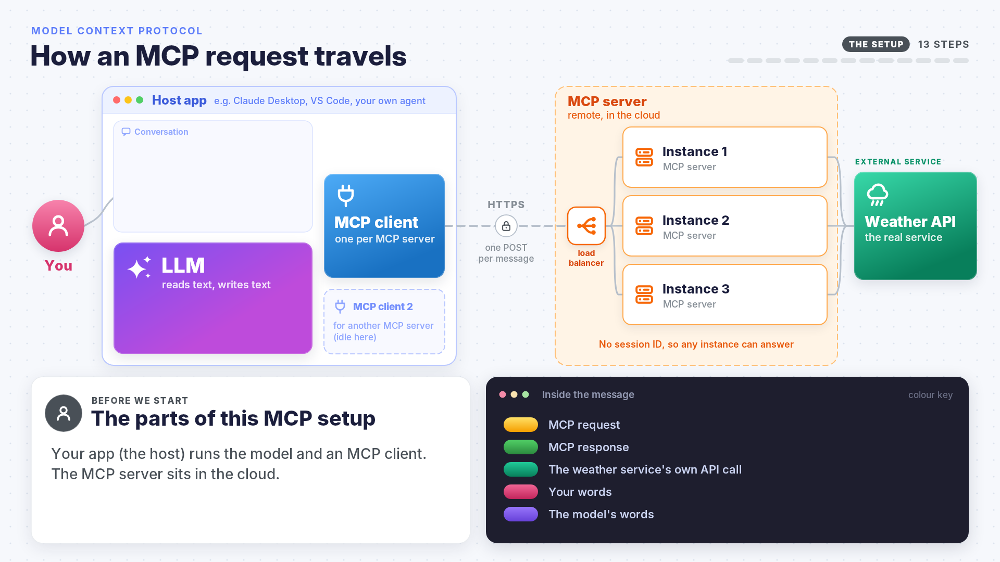 MODEL CONTEXT PROTOCOL
How an MCP request travels
THE SETUP
13 STEPS
Host app
e.g. Claude Desktop, VS Code, your own agent
Conversation
You
LLM
reads text, writes text
MCP client
one per MCP server
MCP client 2
for another MCP server
(idle here)
HTTPS
one POST
per message
MCP server
remote, in the cloud
load
balancer
Instance 1
MCP server
Instance 2
MCP server
Instance 3
MCP server
No session ID, so any instance can answer
EXTERNAL SERVICE
Weather API
the real service
BEFORE WE START
The parts of this MCP setup
Your app (the host) runs the model and an MCP client.
The MCP server sits in the cloud.
Inside the message
colour key
MCP request
MCP response
The weather service's own API call
Your words
The model's words